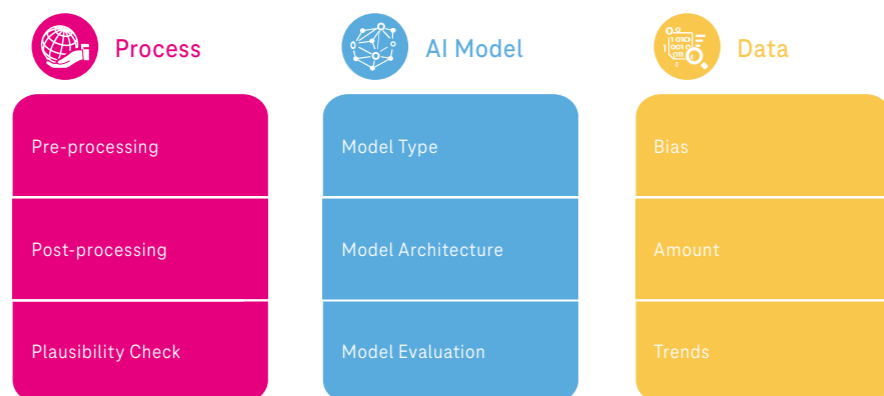 Process
Pre-processing
Post-processing
Plausibility Check
AI Model
Model Type
Model Architecture
Model Evaluation
Data
Bias
Amount
Trends